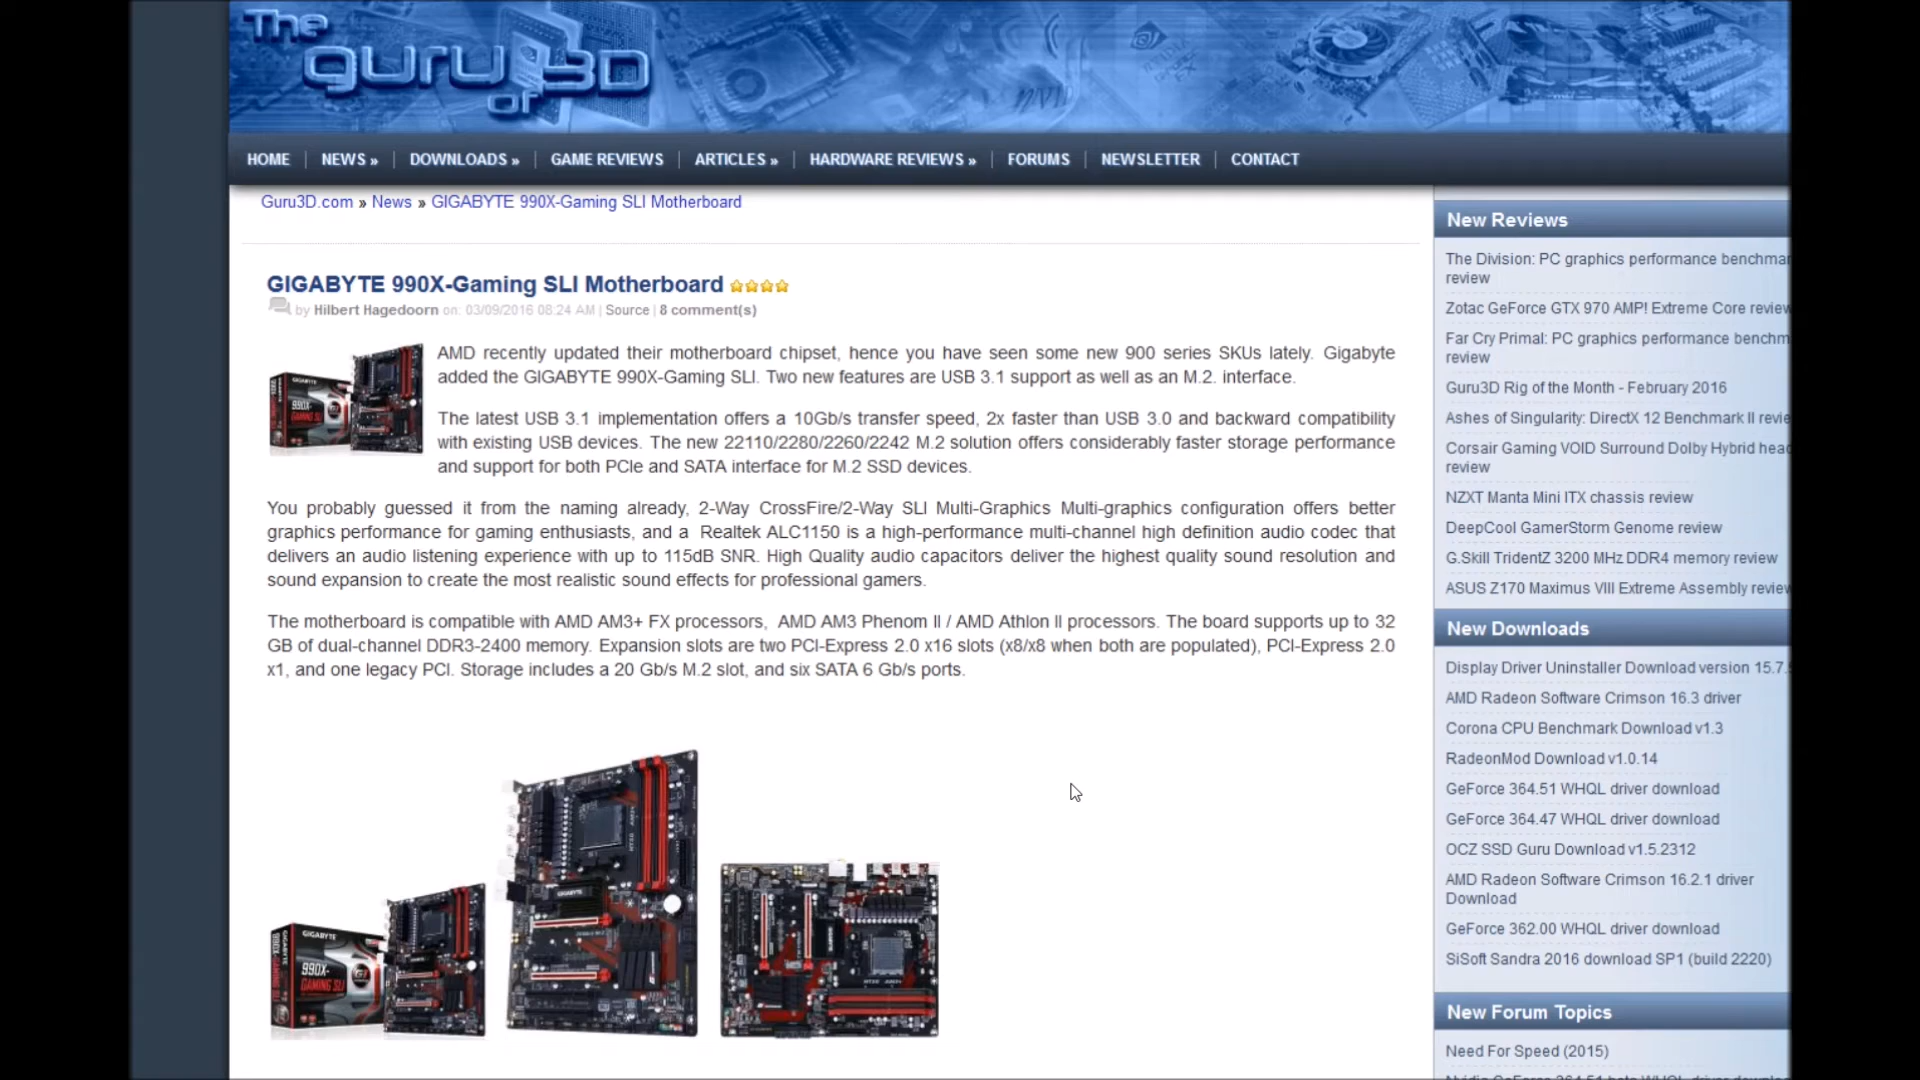 The
guru
of 3D
HOME NEWS » DOWNLOADS » GAME REVIEWS ARTICLES » HARDWARE REVIEWS » FORUMS NEWSLETTER CONTACT
Guru3D.com » News » GIGABYTE 990X-Gaming SLI Motherboard
GIGABYTE 990X-Gaming SLI Motherboard
by Hilbert Hagedoorn on: 03/09/2016 08:24 AM | Source | 8 comment(s)
AMD recently updated their motherboard chipset, hence you have seen some new 900 series SKUs lately. Gigabyte
added the GIGABYTE 990X-Gaming SLI. Two new features are USB 3.1 support as well as an M.2. interface.
The latest USB 3.1 implementation offers a 10Gb/s transfer speed, 2x faster than USB 3.0 and backward compatibility
with existing USB devices. The new 22110/2280/2260/2242 M.2 solution offers considerably faster storage performance
and support for both PCIe and SATA interface for M.2 SSD devices.
You probably guessed it from the naming already, 2-Way CrossFire/2-Way SLI Multi-Graphics Multi-graphics configuration offers better
graphics performance for gaming enthusiasts, and a Realtek ALC1150 is a high-performance multi-channel high definition audio codec that
delivers an audio listening experience with up to 115dB SNR. High Quality audio capacitors deliver the highest quality sound resolution and
sound expansion to create the most realistic sound effects for professional gamers.
The motherboard is compatible with AMD AM3+ FX processors, AMD AM3 Phenom II / AMD Athlon II processors. The board supports up to 32
GB of dual-channel DDR3-2400 memory. Expansion slots are two PCI-Express 2.0 x16 slots (x8/x8 when both are populated), PCI-Express 2.0
x1, and one legacy PCI. Storage includes a 20 Gb/s M.2 slot, and six SATA 6 Gb/s ports.
GIGABYTE
990X-
GAMING SLI
GIGABYTE
New Reviews
The Division: PC graphics performance benchmar
review
Zotac GeForce GTX 970 AMP! Extreme Core review
Far Cry Primal: PC graphics performance benchm
review
Guru3D Rig of the Month - February 2016
Ashes of Singularity: DirectX 12 Benchmark II revie
Corsair Gaming VOID Surround Dolby Hybrid head
review
NZXT Manta Mini ITX chassis review
DeepCool GamerStorm Genome review
G.Skill TridentZ 3200 MHz DDR4 memory review
ASUS Z170 Maximus VIII Extreme Assembly review
New Downloads
Display Driver Uninstaller Download version 15.7.
AMD Radeon Software Crimson 16.3 driver
Corona CPU Benchmark Download v1.3
RadeonMod Download v1.0.14
GeForce 364.51 WHQL driver download
GeForce 364.47 WHQL driver download
OCZ SSD Guru Download v1.5.2312
AMD Radeon Software Crimson 16.2.1 driver
Download
GeForce 362.00 WHQL driver download
SiSoft Sandra 2016 download SP1 (build 2220)
New Forum Topics
Need For Speed (2015)